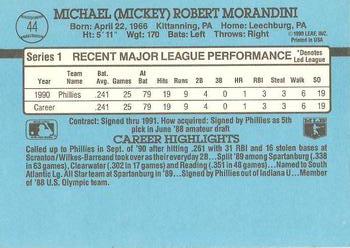 44
MICHAEL (MICKEY) ROBERT MORANDINI
Born: April 22, 1966 Kittanning, PA Home: Leechburg, PA
Ht: 5' 11" Wgt: 170 Bats: Left Throws: Right
©1990 LEAF, INC.
PRINTED IN USA
Series 1 RECENT MAJOR LEAGUE PERFORMANCE *Denotes Led League
Year Team Bat. Avg. G AB R H 2B 3B HR RBI SB Walk SO
1990 Phillies .241 25 79 9 19 4 0 1 3 3 6 19
Career .241 25 79 9 19 4 0 1 3 3 6 19
Contract: Signed thru 1991. How acquired: Signed by Phillies as 5th
pick in June '88 amateur draft
CAREER HIGHLIGHTS
Called up to Phillies in Sept. of '90 after hitting .261 with 31 RBI and 16 stolen bases at
Scranton/Wilkes-Barre and took over as their everyday 2B... Split '89 among Spartanburg (.338
in 63 games), Clearwater (.302 in 17 games) and Reading (.351 in 48 games)... Named to South
Atlantic Lg. All Star team at Spartanburg in '89... Signed by Phillies out of Indiana U... Member
of '88 U.S. Olympic team.